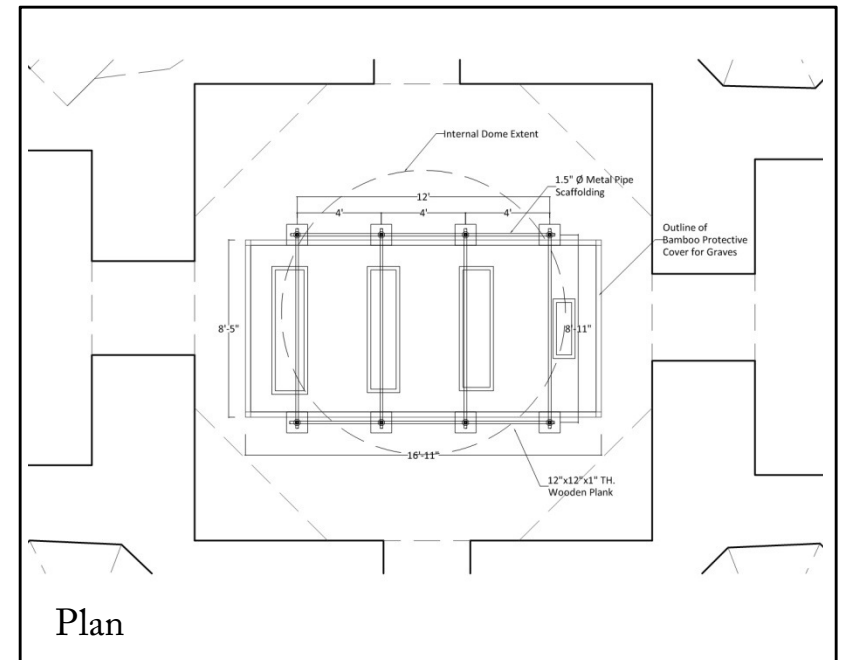 Internal Dome Extent
1.5" Ø Metal Pipe
Scaffolding
12'
4'
4'
4'
Outline of
Bamboo Protective
Cover for Graves
8'-5"
8'-11"
16'-11"
12"x12"x1" TH.
Wooden Plank
Plan